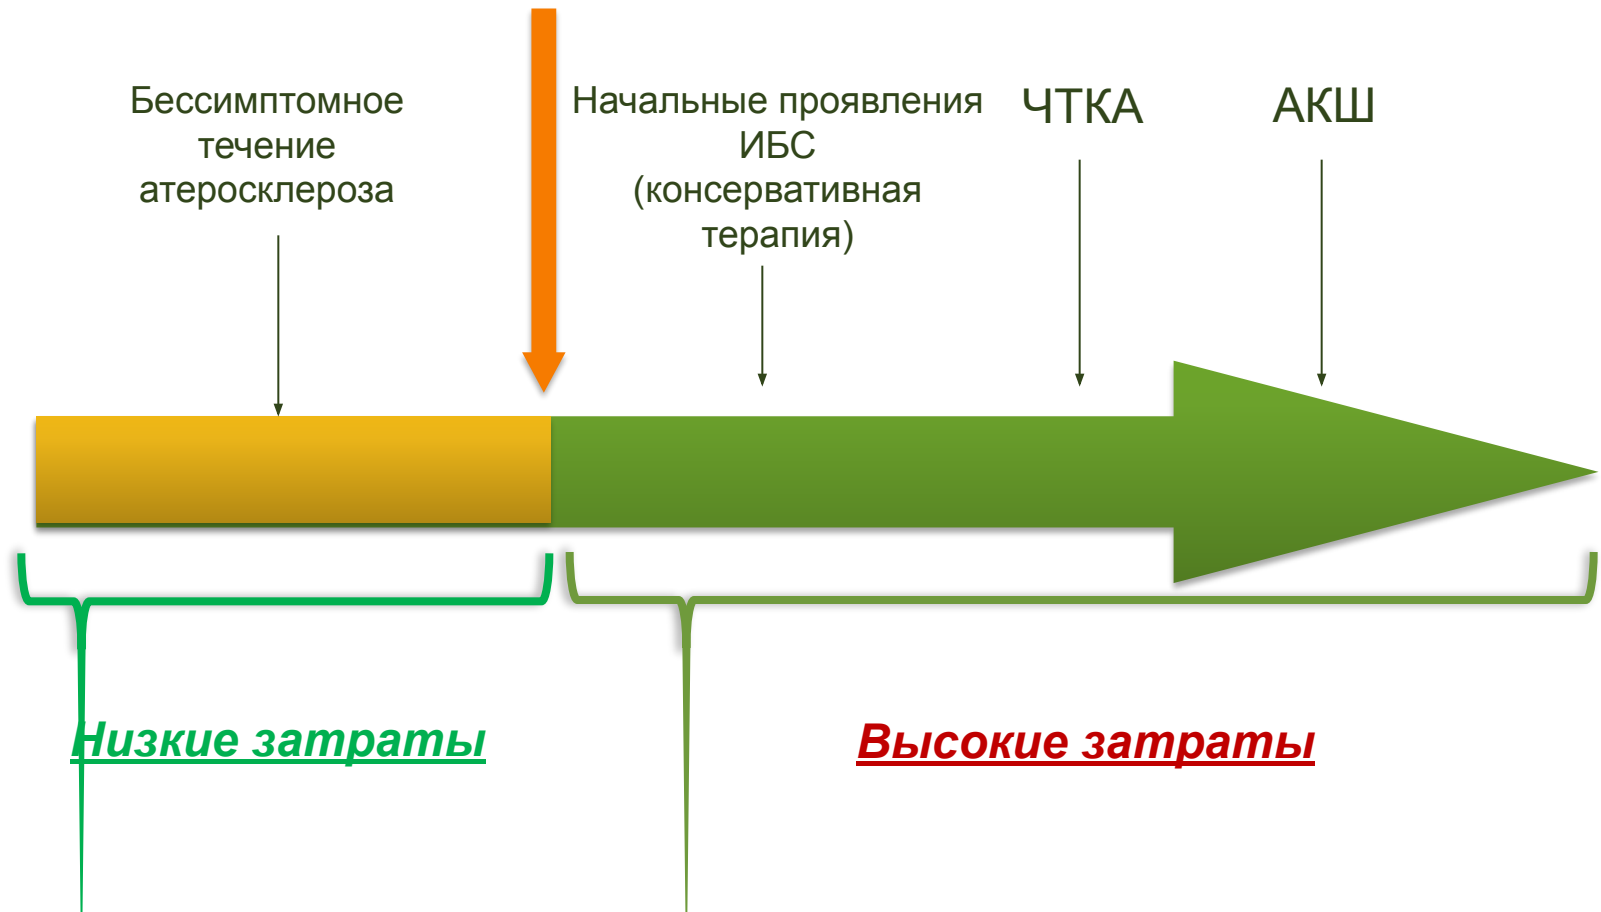 Бессимптомное
течение
атеросклероза
Начальные проявления
ИБС
(консервативная
терапия)
ЧТКА
АКШ
Низкие затраты
Высокие затраты